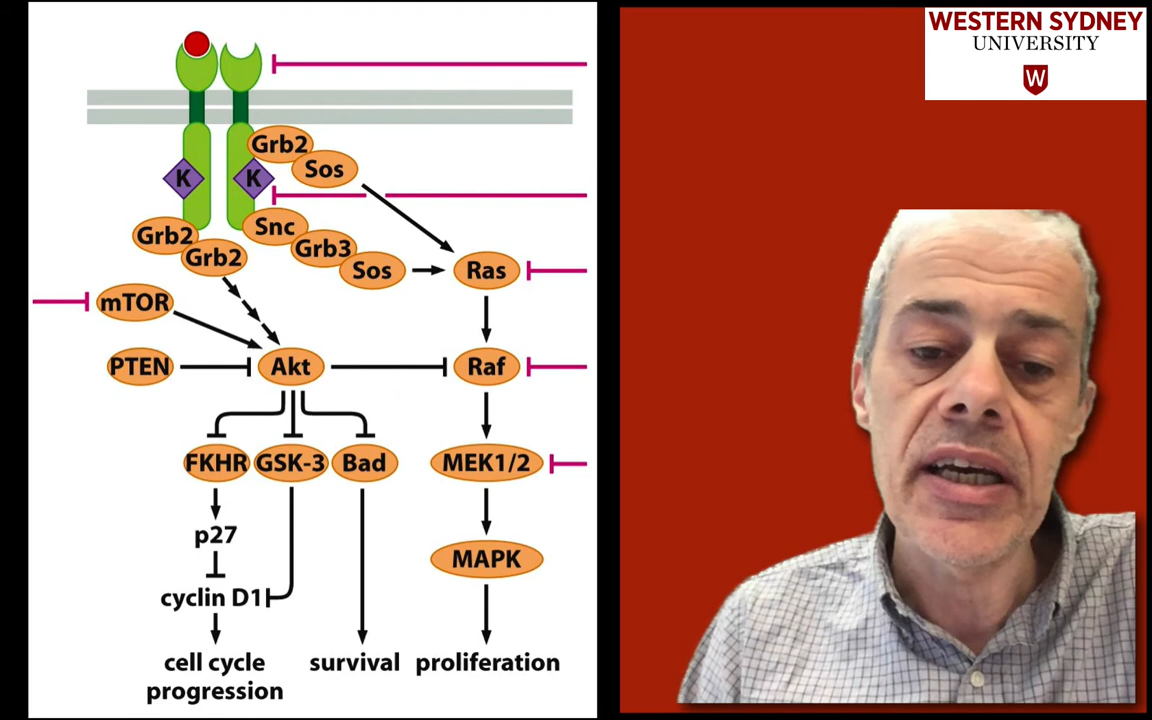 WESTERN SYDNEY
UNIVERSITY
W
Grb2
Sos
K
K
Snc
Grb3
Sos
Grb2
Grb2
Ras
mTOR
PTEN
Akt
Raf
FKHR
GSK-3
Bad
MEK1/2
p27
MAPK
cyclin D1
cell cycle
progression
survival
proliferation